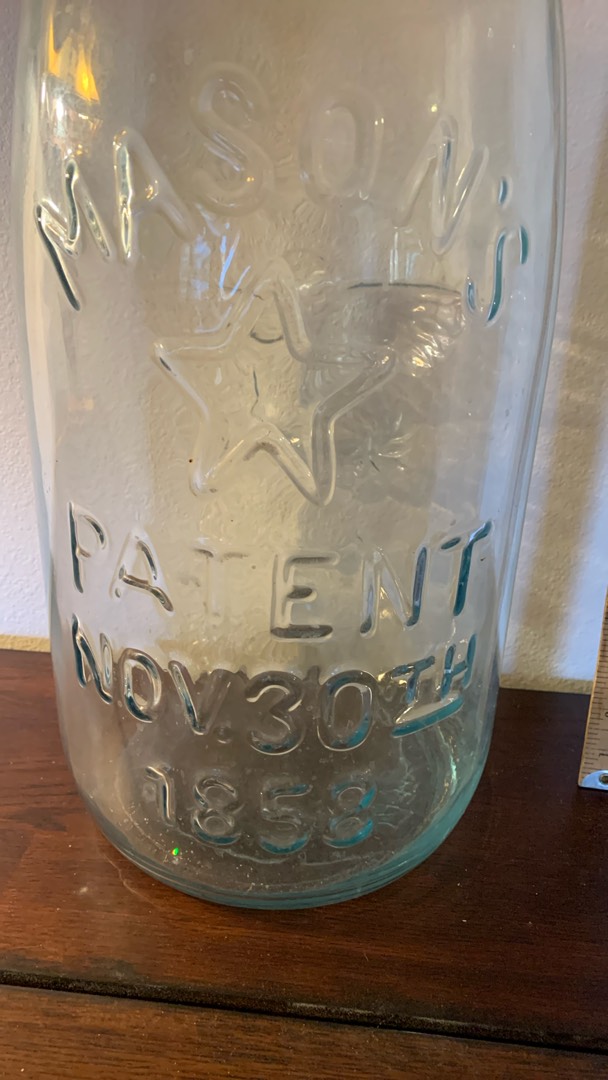 MASON'S
PATENT
NOV. 30TH
1858